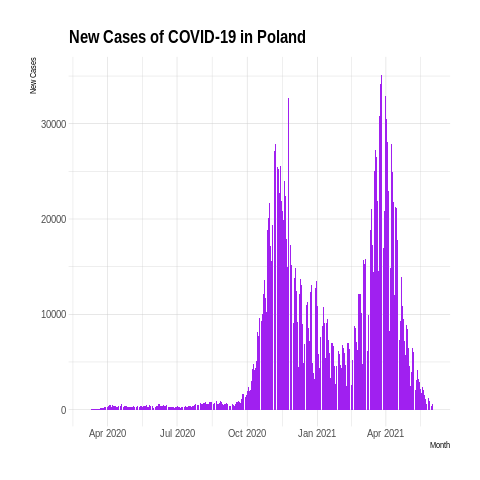 New Cases of COVID-19 in Poland
New Cases
30000
20000
10000
0
Apr 2020 Jul 2020 Oct 2020 Jan 2021 Apr 2021
Month